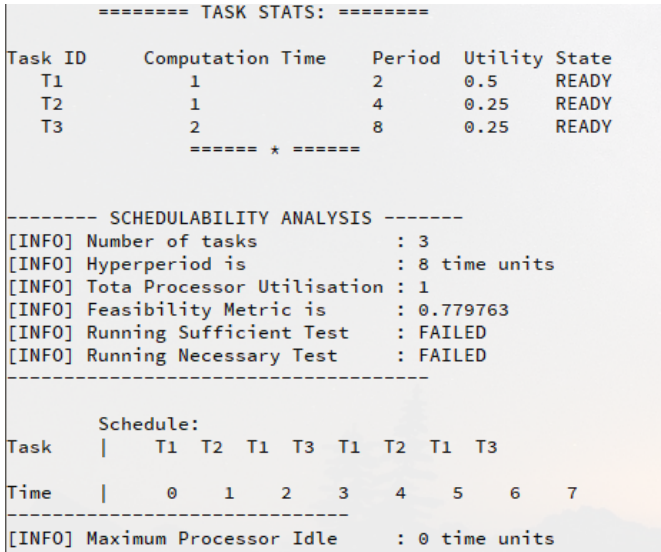 ======== TASK STATS: ========
Task ID Computation Time Period Utility State
T1 1 2 0.5 READY
T2 1 4 0.25 READY
T3 2 8 0.25 READY
====== * ======
-------- SCHEDULABILITY ANALYSIS -------
[INFO] Number of tasks : 3
[INFO] Hyperperiod is : 8 time units
[INFO] Tota Processor Utilisation : 1
[INFO] Feasibility Metric is : 0.779763
[INFO] Running Sufficient Test : FAILED
[INFO] Running Necessary Test : FAILED
-------------------------------------
Schedule:
Task | T1 T2 T1 T3 T1 T2 T1 T3
Time | 0 1 2 3 4 5 6 7
------------------------------
[INFO] Maximum Processor Idle : 0 time units